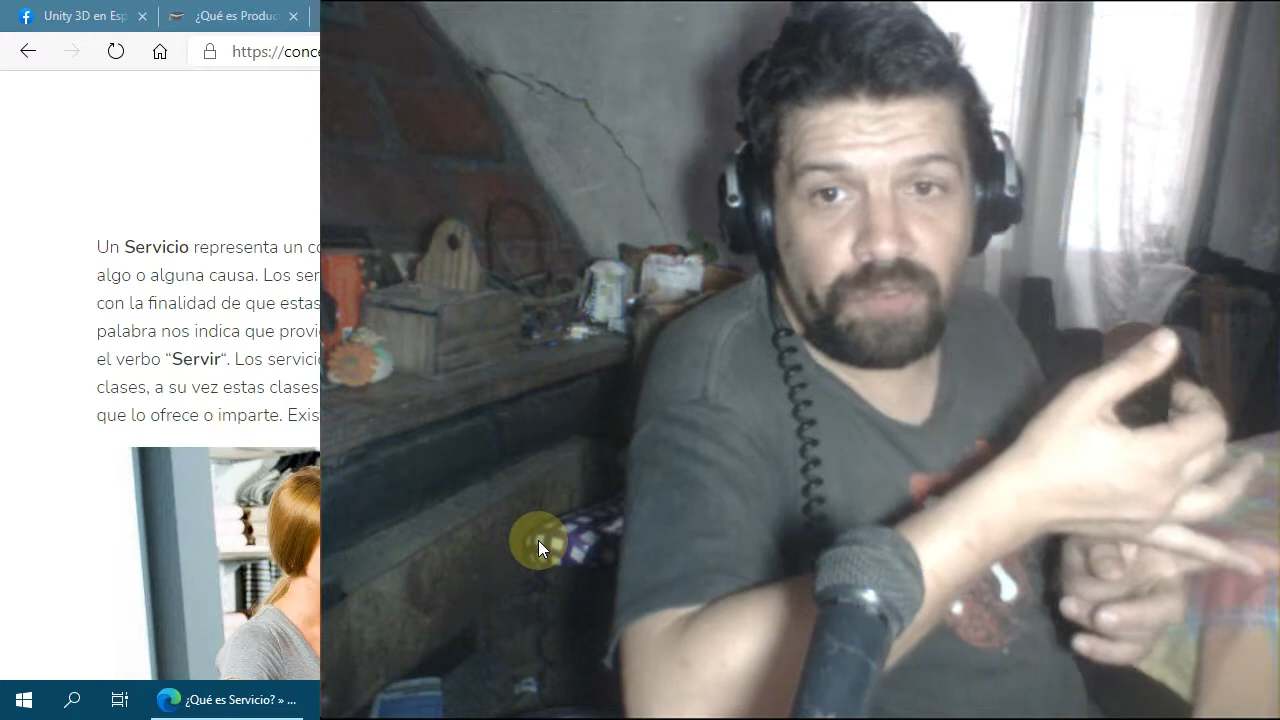 Unity 3D en Esp
¿Qué es Produc
https://conce
Un Servicio representa un co
algo o alguna causa. Los ser
con la finalidad de que estas
palabra nos indica que provi
el verbo “Servir“. Los servicio
clases, a su vez estas clases
que lo ofrece o imparte. Exis
¿Qué es Servicio? » ...